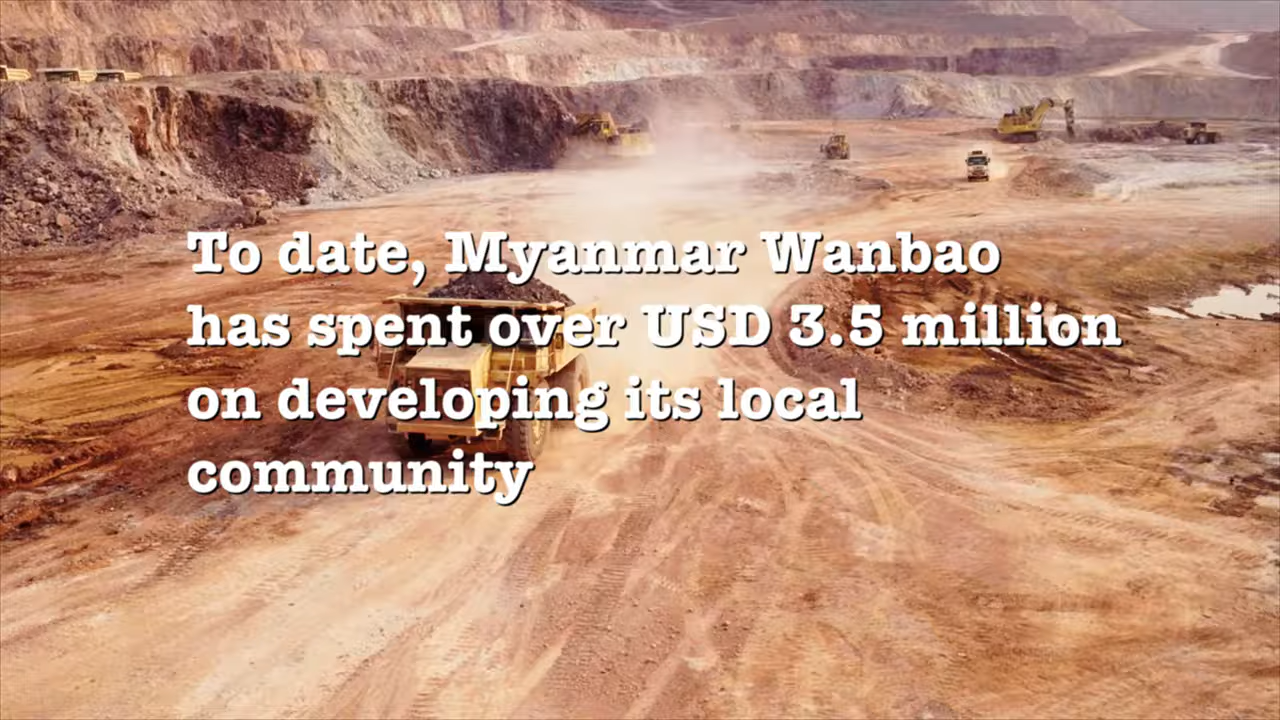 To date, Myanmar Wanbao
has spent over USD 3.5 million
on developing its local
community